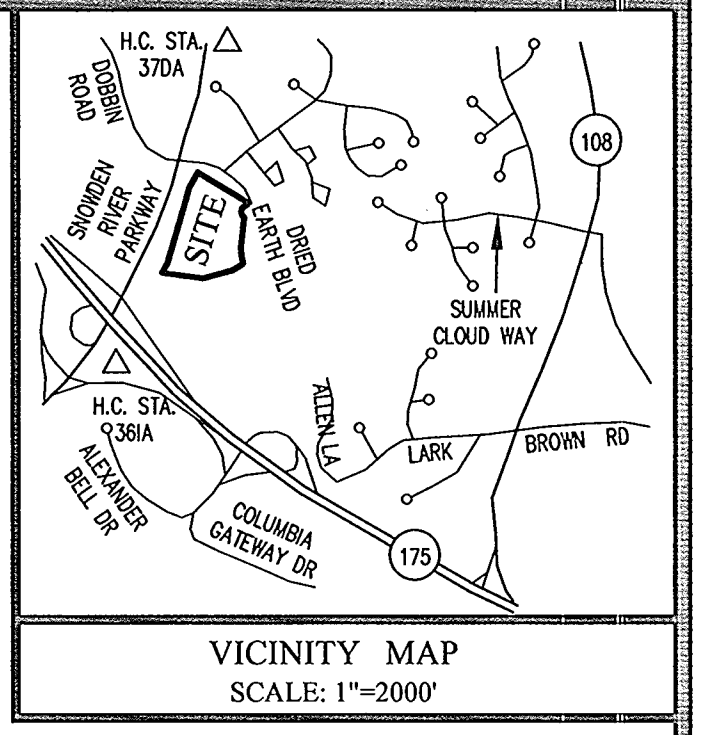 H.C. STA.
37DA
DOBBIN
ROAD
108
SNOWDEN
RIVER
PARKWAY
SITE
DRIED
EARTH BLVD
SUMMER
CLOUD WAY
H.C. STA.
36IA
ALLEN LA
LARK BROWN RD
ALEXANDER
BELL DR
COLUMBIA
GATEWAY DR
175
VICINITY MAP
SCALE: 1"=2000'